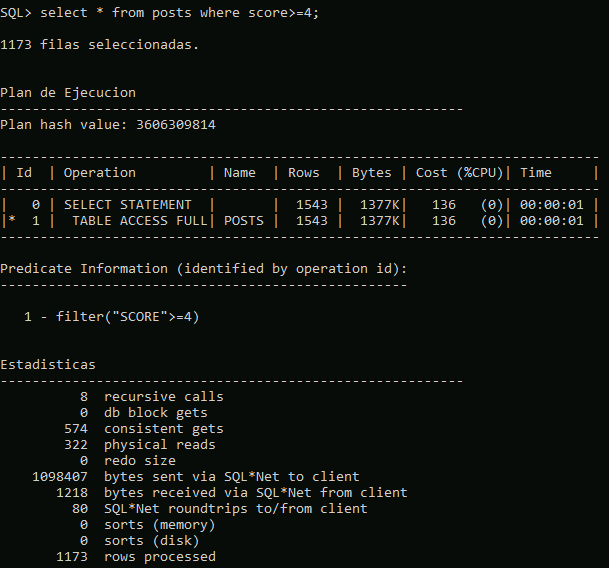 SQL> select * from posts where score>=4;
1173 filas seleccionadas.
Plan de Ejecucion
----------------------------------------------------------
Plan hash value: 3606309814
---------------------------------------------------------------------------
| Id  | Operation         | Name  | Rows  | Bytes | Cost (%CPU)| Time     |
---------------------------------------------------------------------------
|   0 | SELECT STATEMENT  |       |  1543 |  1377K|   136   (0)| 00:00:01 |
|*  1 |  TABLE ACCESS FULL| POSTS |  1543 |  1377K|   136   (0)| 00:00:01 |
---------------------------------------------------------------------------
Predicate Information (identified by operation id):
---------------------------------------------------
   1 - filter("SCORE">=4)
Estadisticas
----------------------------------------------------------
          8  recursive calls
          0  db block gets
        574  consistent gets
        322  physical reads
          0  redo size
    1098407  bytes sent via SQL*Net to client
       1218  bytes received via SQL*Net from client
         80  SQL*Net roundtrips to/from client
          0  sorts (memory)
          0  sorts (disk)
       1173  rows processed